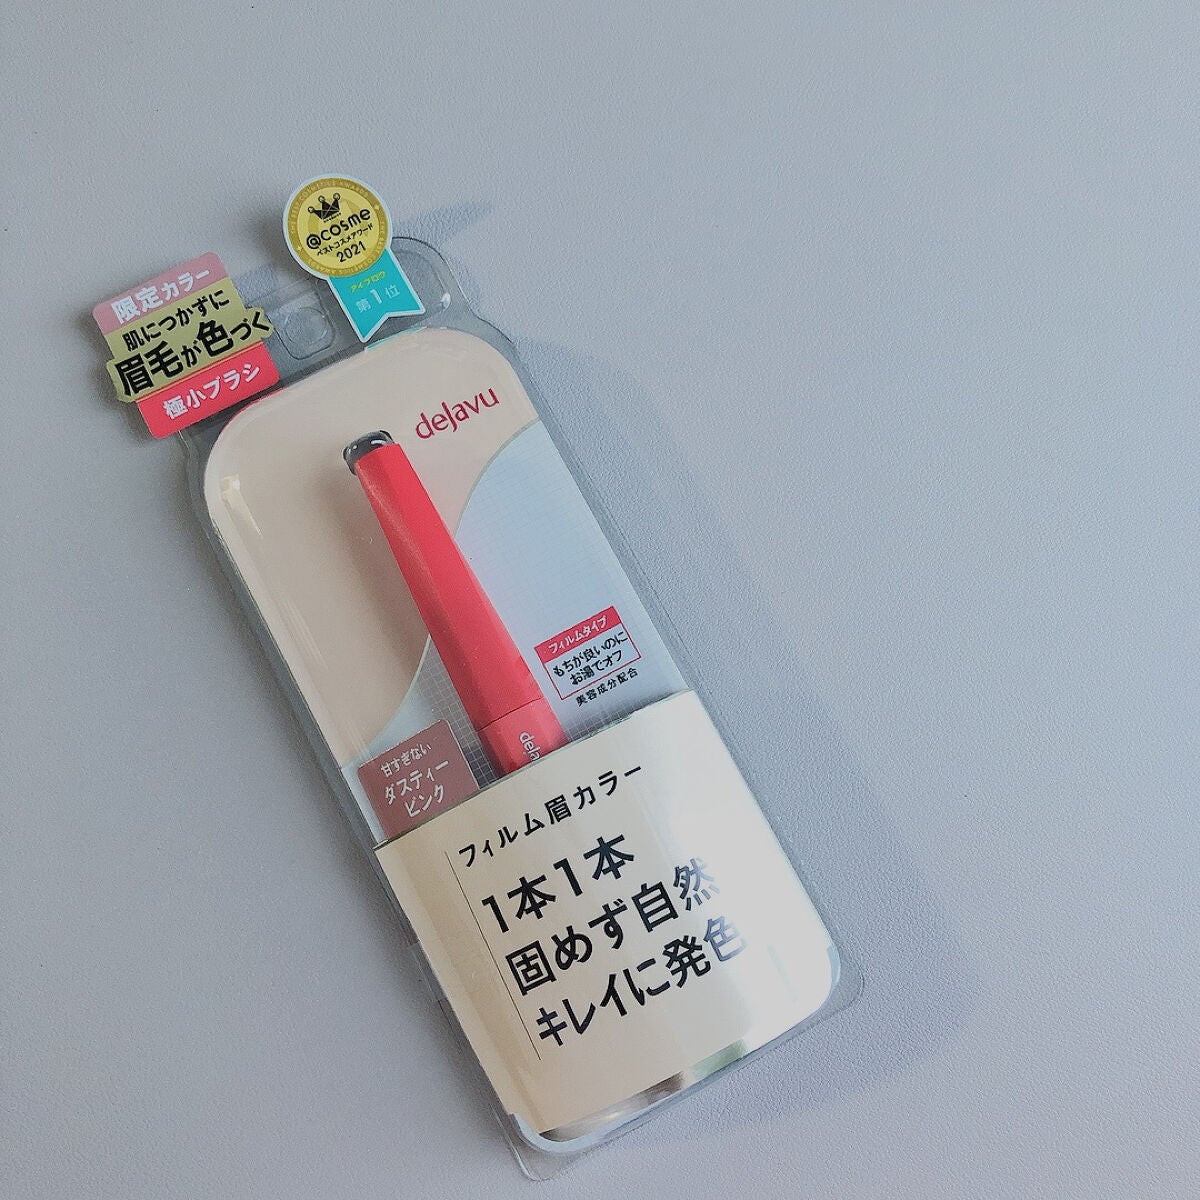 @cosme
ベストコスメアワード
2021
アイブロウ
第1位
限定カラー
肌につかずに
眉毛が色づく
極小ブラシ
dejavu
フィルムタイプ
もちが良いのに
お湯でオフ
美容成分配合
甘すぎない
ダスティー
ピンク
フィルム眉カラー
1本1本
固めず自然
キレイに発色